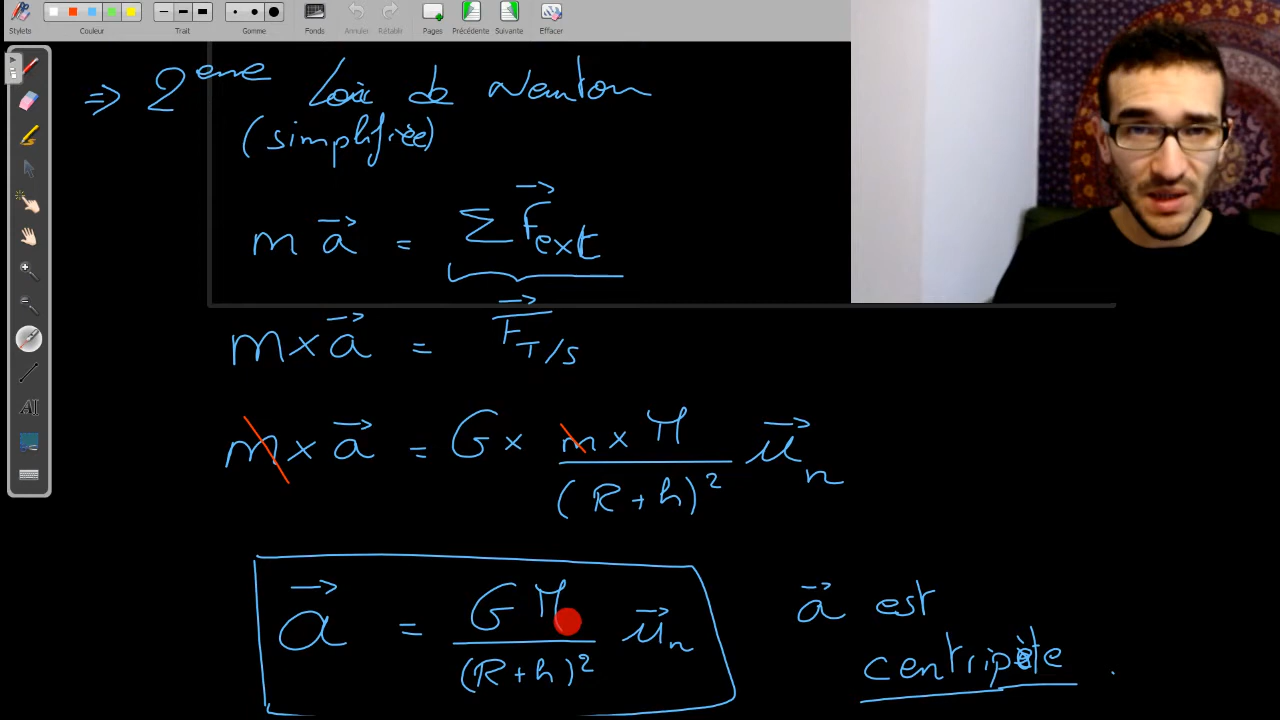 Stylets Couleur Trait Gomme Fonds Annuler Rétablir Pages Précédente Suivante Effacer
⇒ 2ème Loi de Newton
(simplifiée)
m a⃗ = Σ F⃗ext
m × a⃗ = F⃗T/S
m × a⃗ = G × m × M / (R + h)² u⃗n
a⃗ = G M / (R + h)² u⃗n
a⃗ est
centripète.
AI